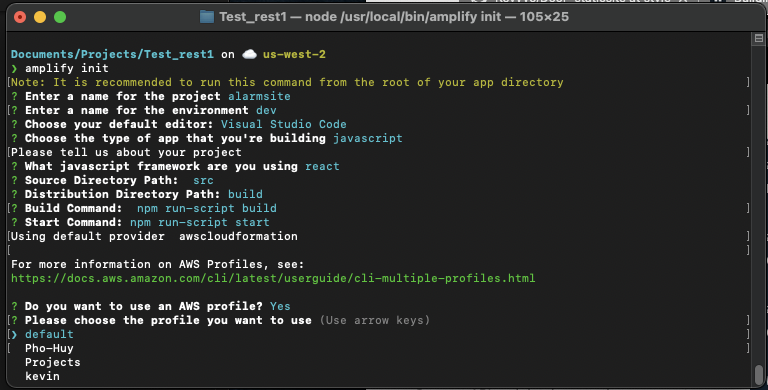 Test_rest1 — node /usr/local/bin/amplify init — 105×25
Documents/Projects/Test_rest1 on ☁️ us-west-2
❯ amplify init
[Note: It is recommended to run this command from the root of your app directory ]
? Enter a name for the project alarmsite
[? Enter a name for the environment dev ]
? Choose your default editor: Visual Studio Code
? Choose the type of app that you're building javascript
[Please tell us about your project ]
? What javascript framework are you using react
? Source Directory Path:  src
? Distribution Directory Path: build
[? Build Command:  npm run-script build ]
? Start Command: npm run-script start
[Using default provider  awscloudformation ]
[ ]
For more information on AWS Profiles, see:
https://docs.aws.amazon.com/cli/latest/userguide/cli-multiple-profiles.html
? Do you want to use an AWS profile? Yes
[? Please choose the profile you want to use (Use arrow keys) ]
[❯ default ]
[ Pho-Huy ]
Projects
kevin